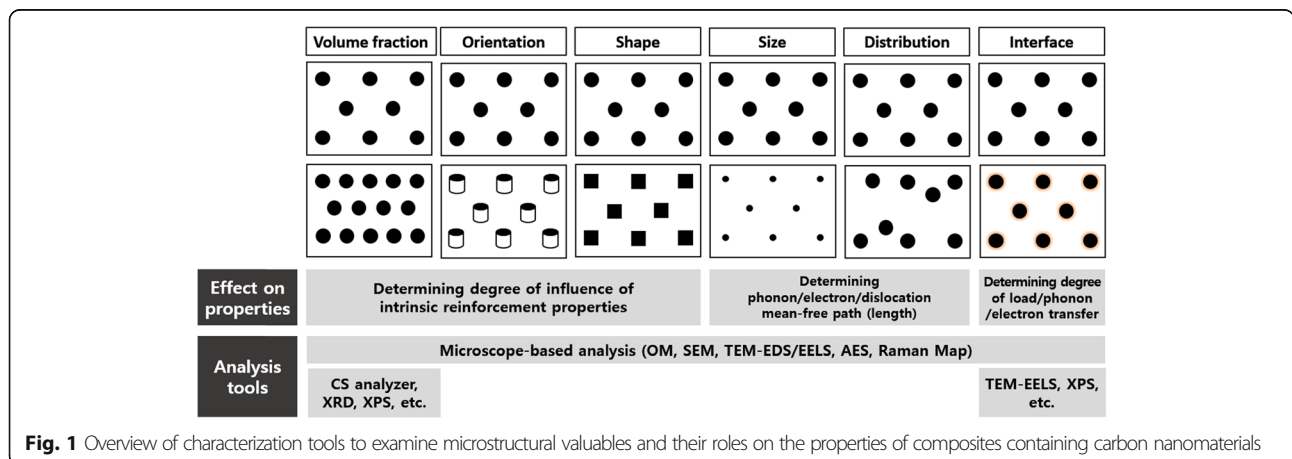 Volume fraction
Orientation
Shape
Size
Distribution
Interface
Effect on
properties
Determining degree of influence of
intrinsic reinforcement properties
Determining
phonon/electron/dislocation
mean-free path (length)
Determining degree
of load/phonon
/electron transfer
Analysis
tools
Microscope-based analysis (OM, SEM, TEM-EDS/EELS, AES, Raman Map)
CS analyzer,
XRD, XPS, etc.
TEM-EELS, XPS,
etc.
Fig. 1 Overview of characterization tools to examine microstructural valuables and their roles on the properties of composites containing carbon nanomaterials